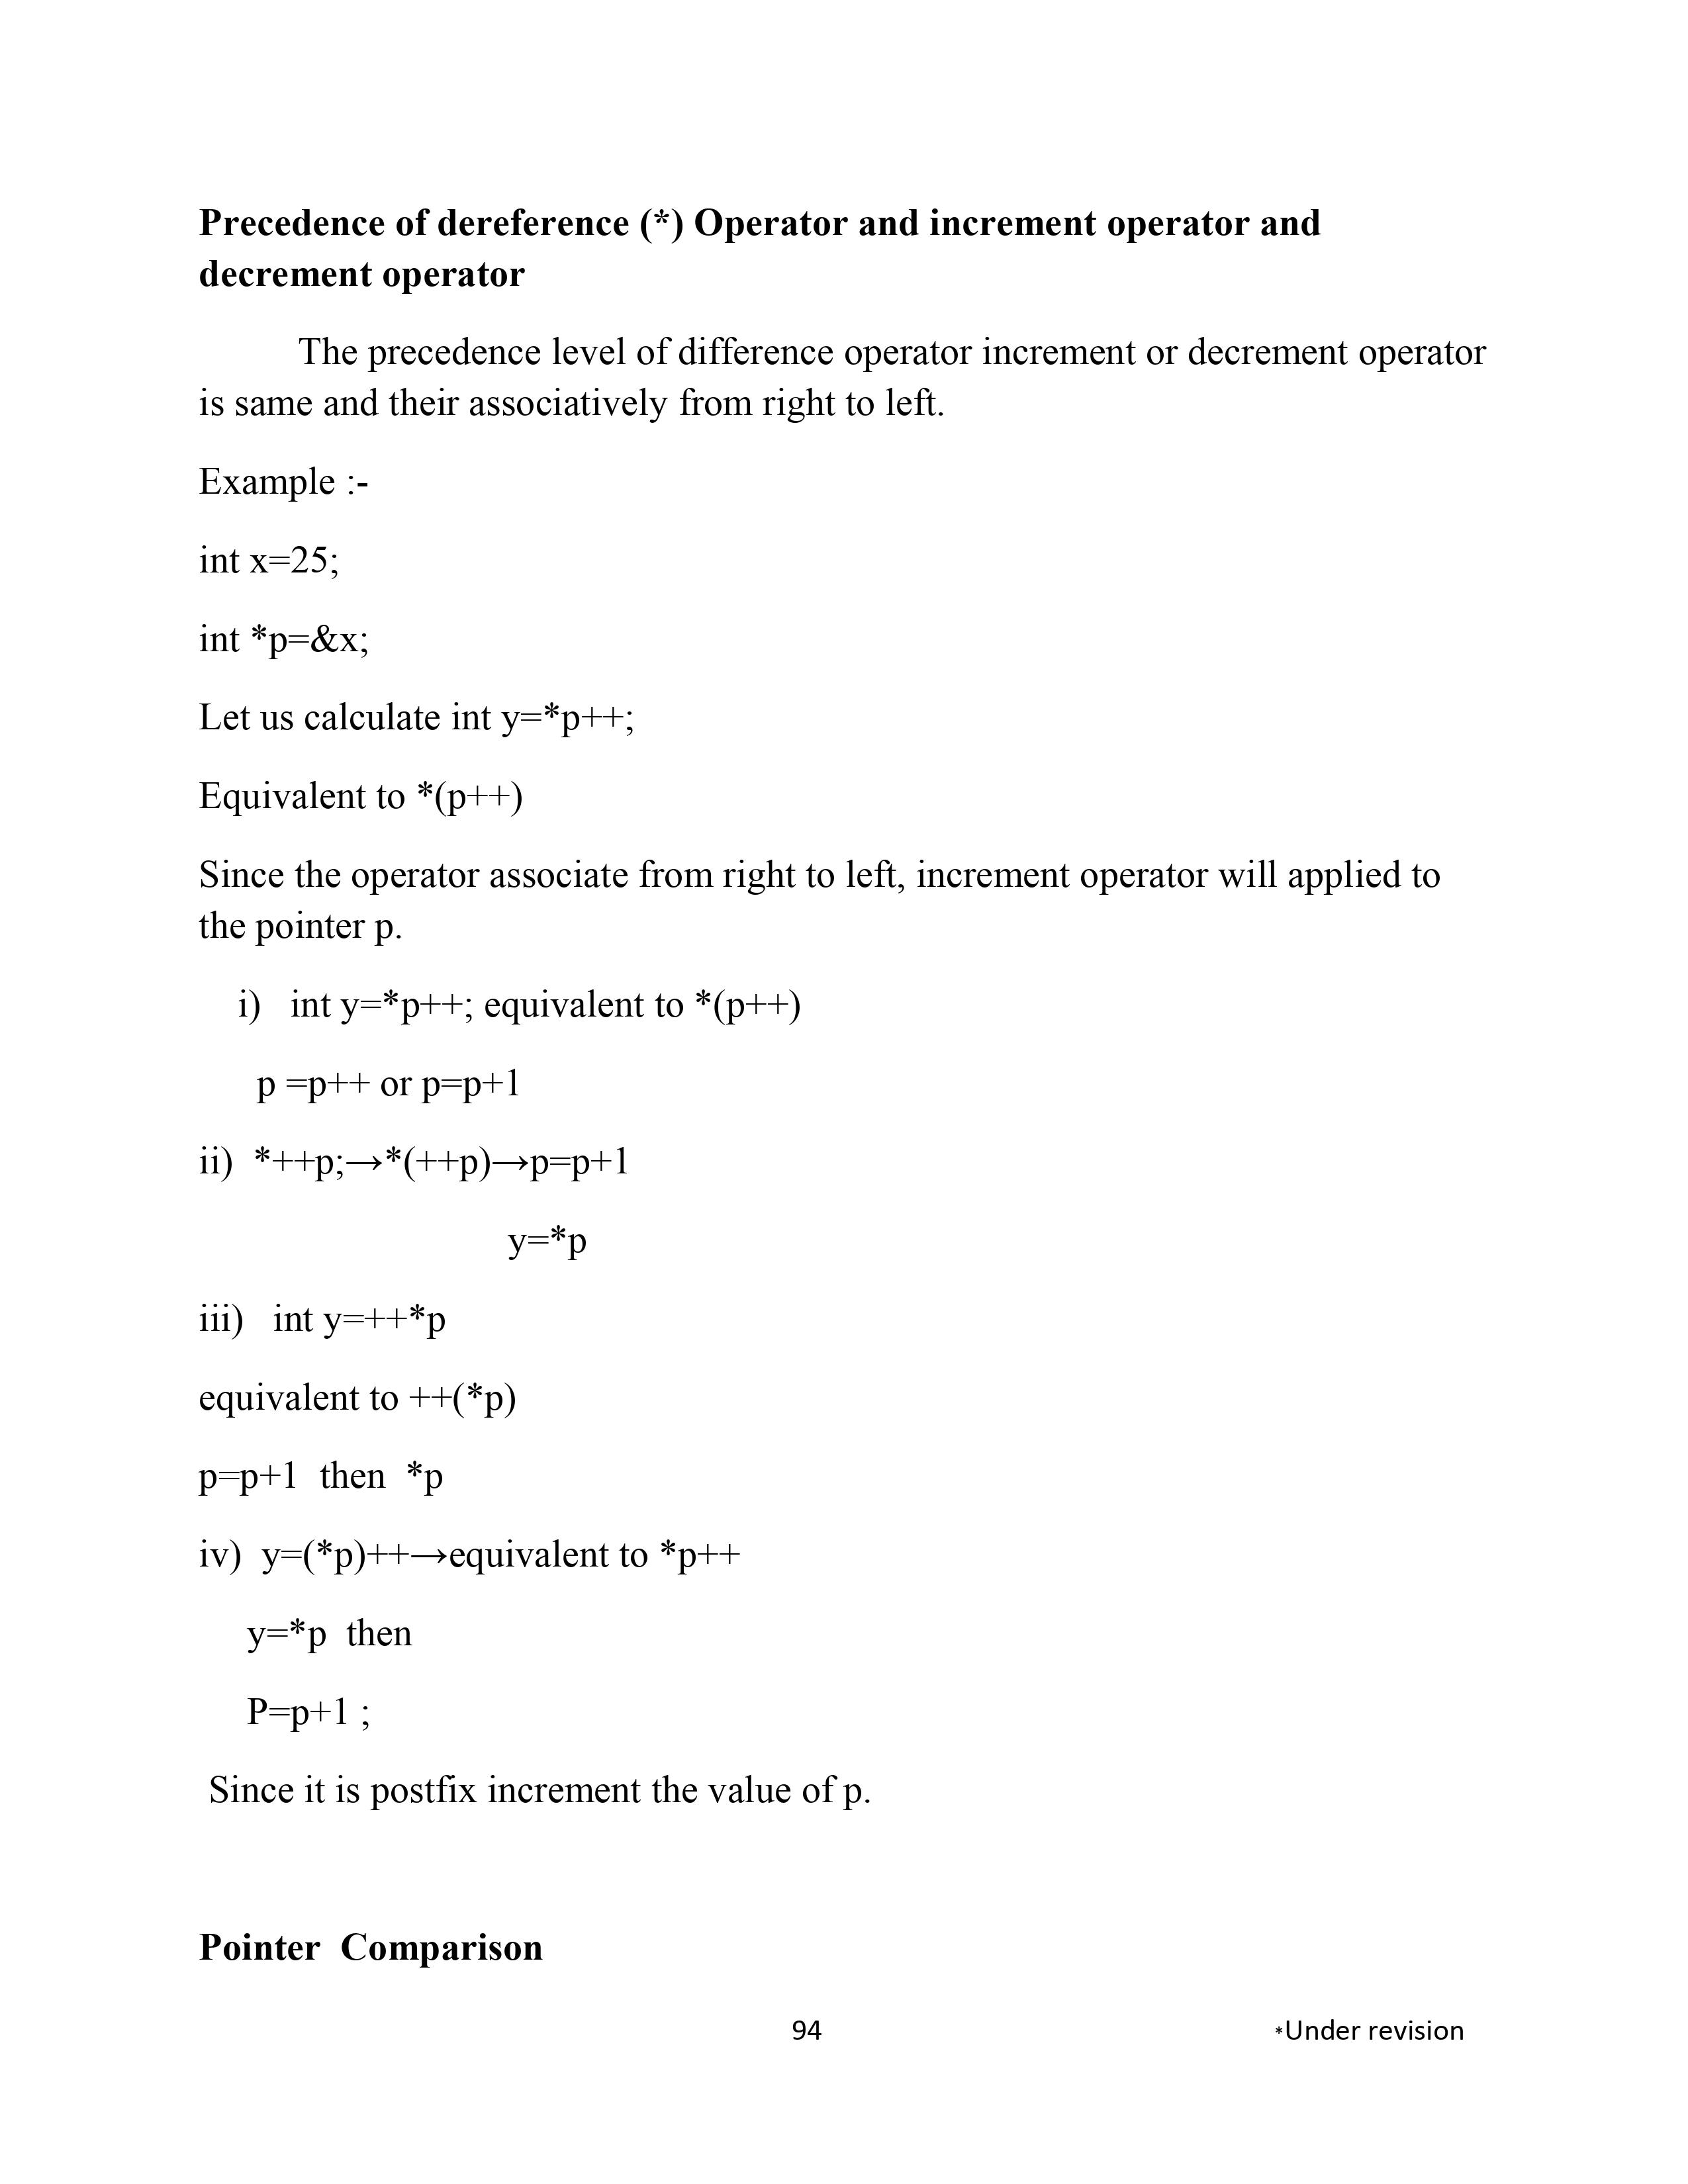 Precedence of dereference (*) Operator and increment operator and
decrement operator
The precedence level of difference operator increment or decrement operator
is same and their associatively from right to left.
Example :-
int x=25;
int *p=&x;
Let us calculate int y=*p++;
Equivalent to *(p++)
Since the operator associate from right to left, increment operator will applied to
the pointer p.
i) int y=*p++; equivalent to *(p++)
p =p++ or p=p+1
ii) *++p;→*(++p)→p=p+1
y=*p
iii) int y=++*p
equivalent to ++(*p)
p=p+1 then *p
iv) y=(*p)++→equivalent to *p++
y=*p then
P=p+1 ;
Since it is postfix increment the value of p.
Pointer Comparison
94 *Under revision